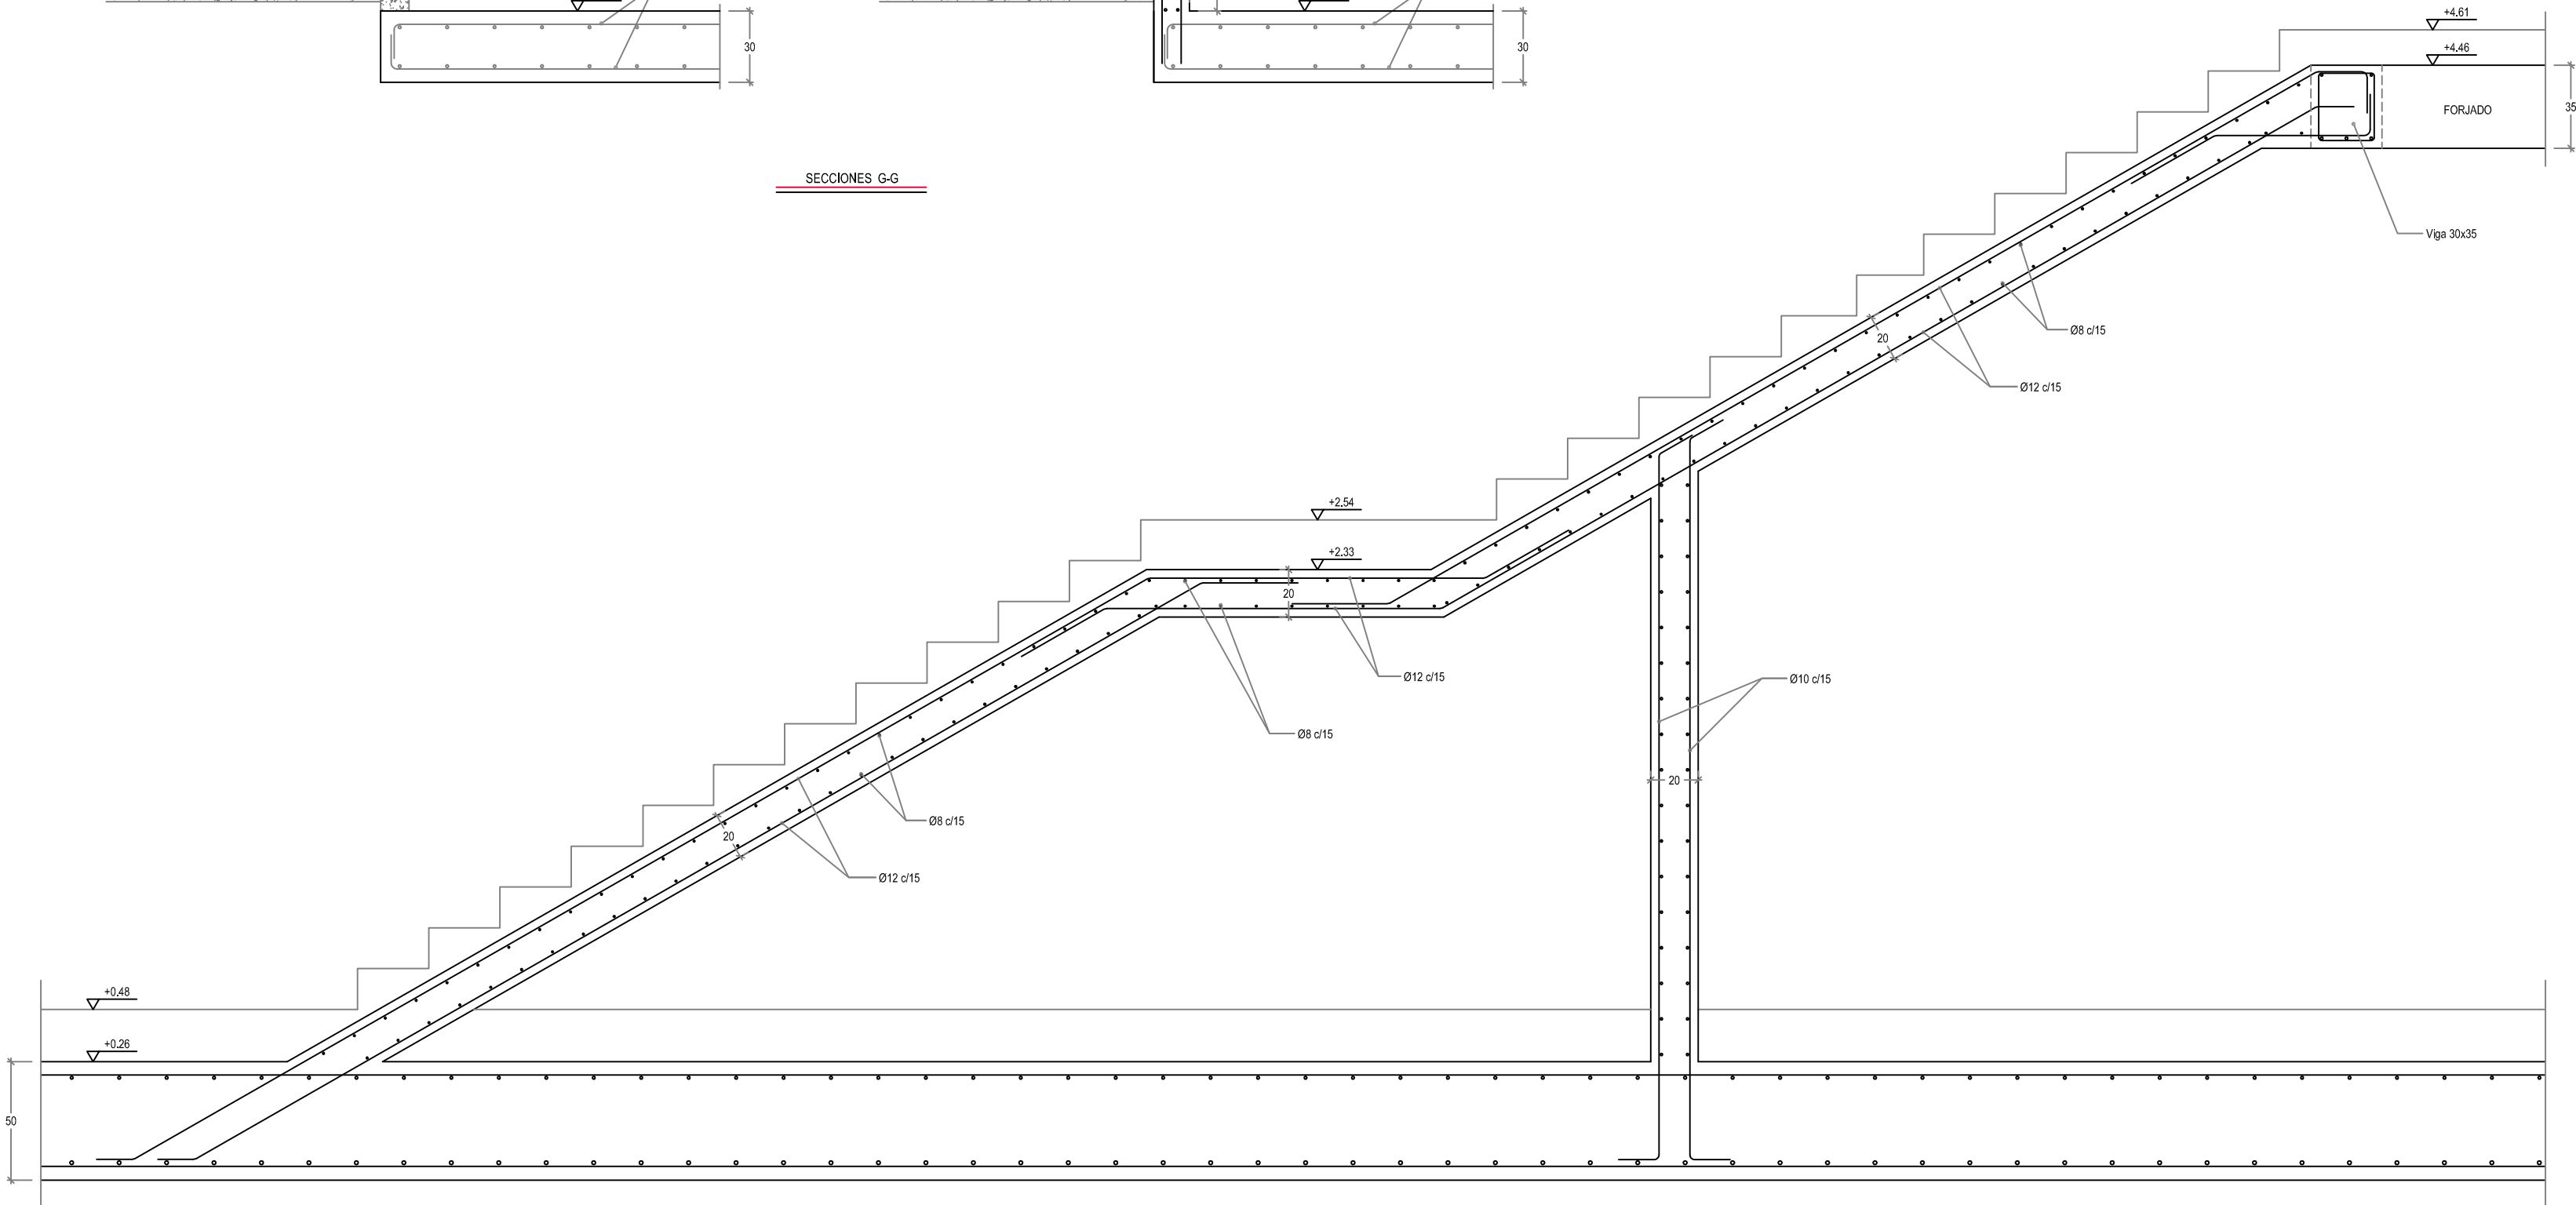 30
30
+4.61
+4.46
FORJADO
35
SECCIONES G-G
Viga 30x35
Ø8 c/15
20
Ø12 c/15
+2.54
+2.33
20
Ø12 c/15
Ø10 c/15
Ø8 c/15
20
Ø8 c/15
20
Ø12 c/15
+0.48
+0.26
50